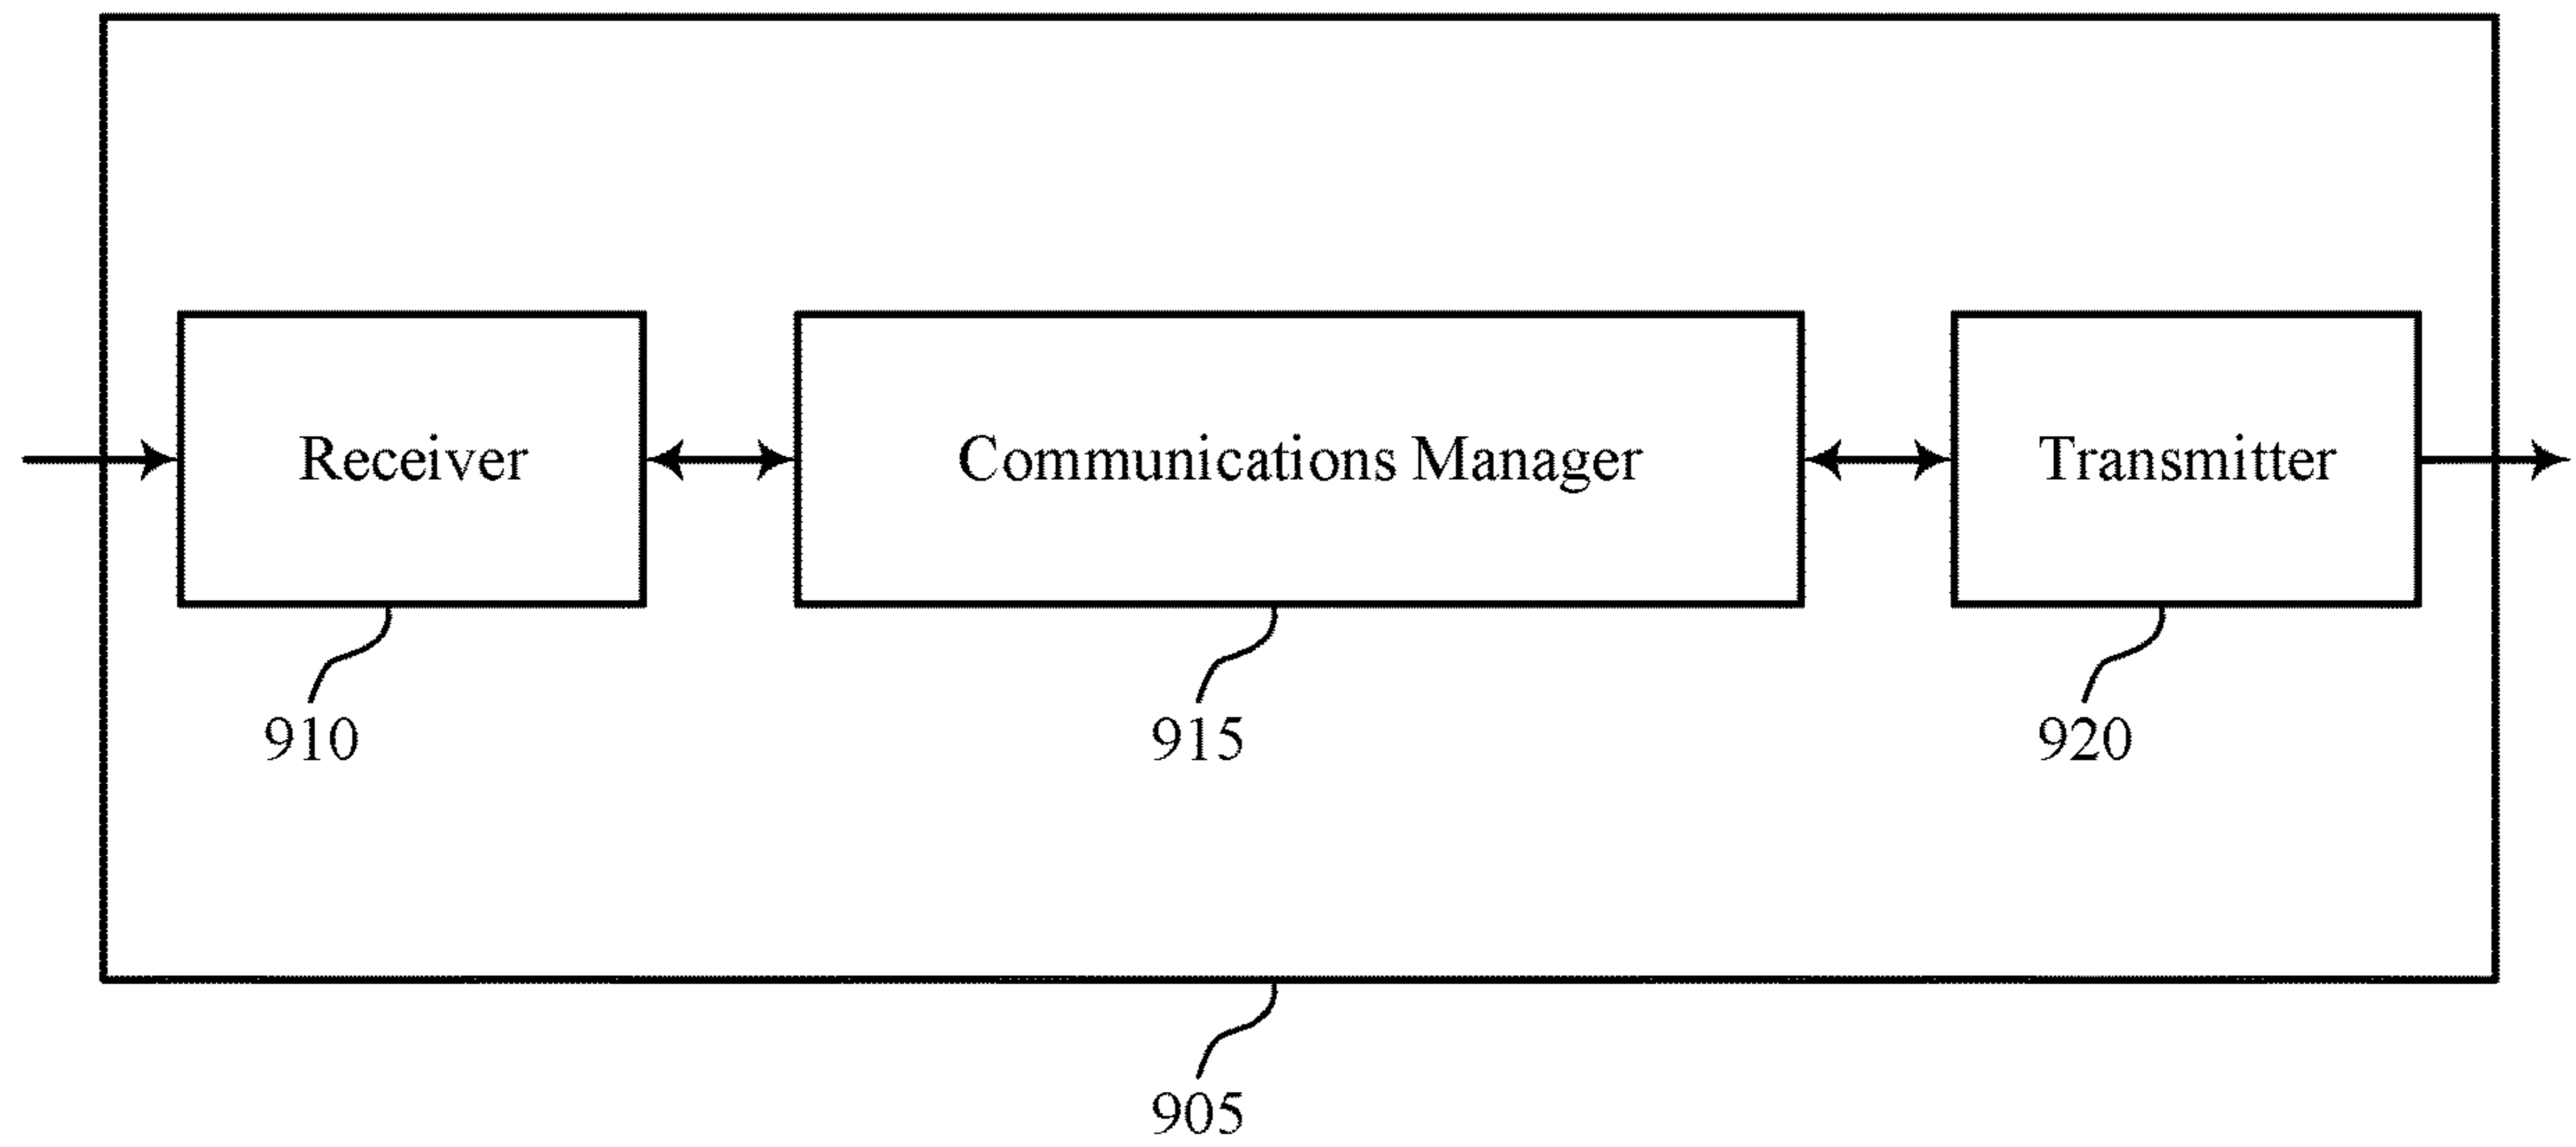 Receiver
Communications Manager
Transmitter
910
915
920
905